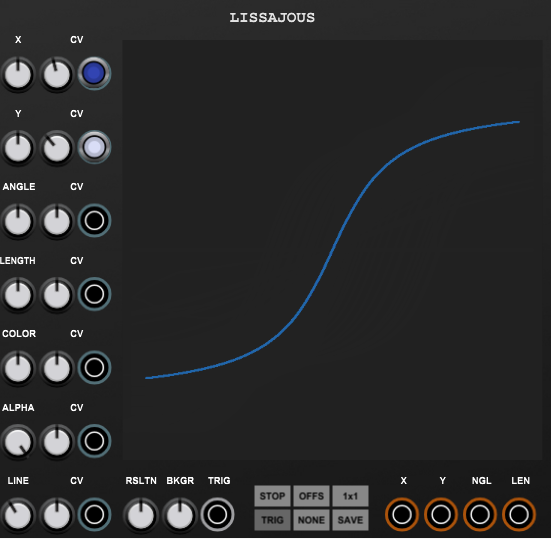 LISSAJOUS
X CV
Y CV
ANGLE CV
LENGTH CV
COLOR CV
ALPHA CV
LINE CV RSLTN BKGR TRIG X Y NGL LEN
STOP OFFS 1x1
TRIG NONE SAVE